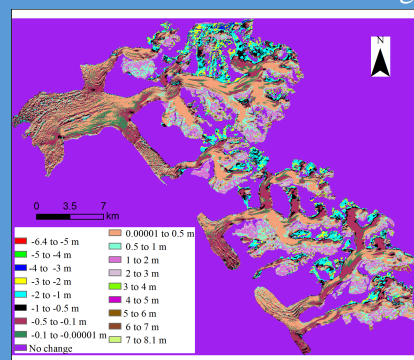 N
0 3.5 7
km
-6.4 to -5 m
-5 to -4 m
-4 to -3 m
-3 to -2 m
-2 to -1 m
-1 to -0.5 m
-0.5 to -0.1 m
-0.1 to -0.00001 m
No change
0.00001 to 0.5 m
0.5 to 1 m
1 to 2 m
2 to 3 m
3 to 4 m
4 to 5 m
5 to 6 m
6 to 7 m
7 to 8.1 m